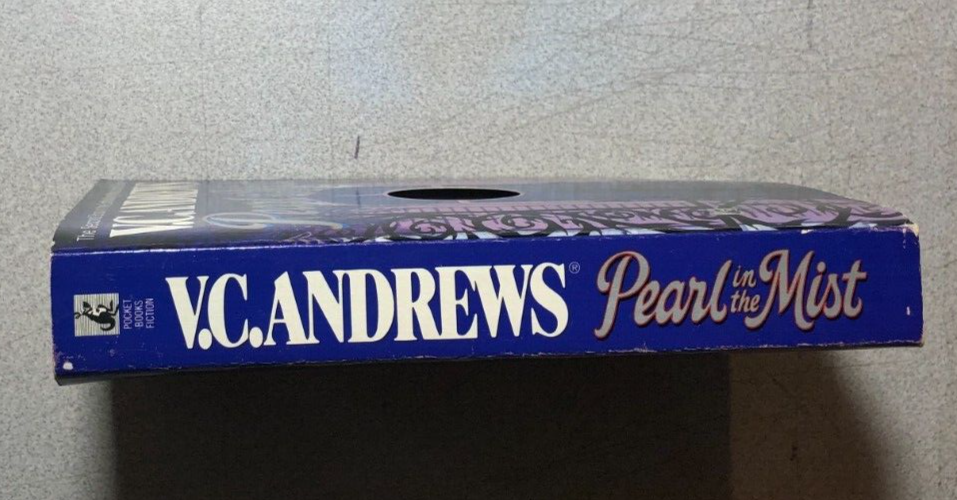 V.C. ANDREWS® Pearl in the Mist
POCKET
BOOKS
FICTION